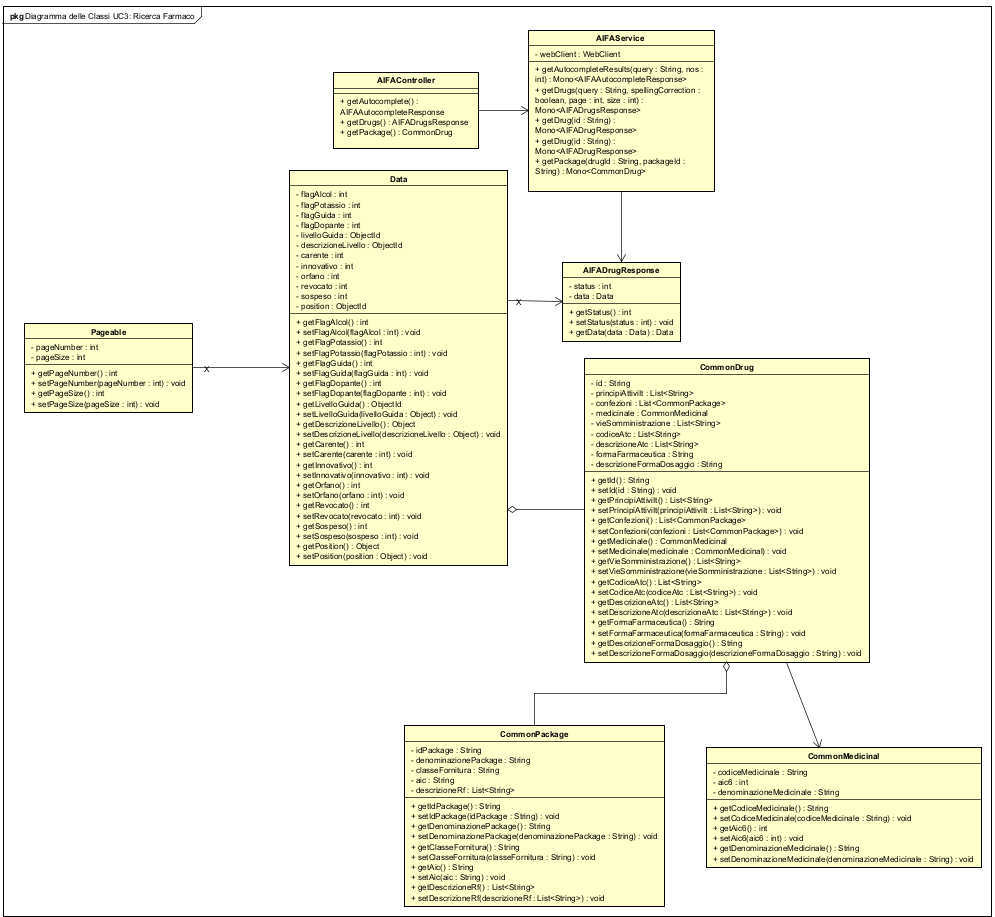 pkg Diagramma delle Classi UC3: Ricerca Farmaco
AIFAService
- webClient : WebClient
+ getAutocompleteResults(query : String, nos :
int) : Mono<AIFAAutocompleteResponse>
+ getDrugs(query : String, spellingCorrection :
boolean, page : int, size : int) :
Mono<AIFADrugsResponse>
+ getDrug(id : String) :
Mono<AIFADrugResponse>
+ getDrug(id : String) :
Mono<AIFADrugResponse>
+ getPackage(drugId : String, packageId :
String) : Mono<CommonDrug>
AIFAController
+ getAutocomplete() :
AIFAAutocompleteResponse
+ getDrugs() : AIFADrugsResponse
+ getPackage() : CommonDrug
Data
- flagAlcol : int
- flagPotassio : int
- flagGuida : int
- flagDopante : int
- livelloGuida : ObjectId
- descrizioneLivello : ObjectId
- carente : int
- innovativo : int
- orfano : int
- revocato : int
- sospeso : int
- position : ObjectId
+ getFlagAlcol() : int
+ setFlagAlcol(flagAlcol : int) : void
+ getFlagPotassio() : int
+ setFlagPotassio(flagPotassio : int) : void
+ getFlagGuida() : int
+ setFlagGuida(flagGuida : int) : void
+ getFlagDopante() : int
+ setFlagDopante(flagDopante : int) : void
+ getLivelloGuida() : ObjectId
+ setLivelloGuida(livelloGuida : Object) : void
+ getDescrizioneLivello() : Object
+ setDescrizioneLivello(descrizioneLivello : Object) : void
+ getCarente() : int
+ setCarente(carente : int) : void
+ getInnovativo() : int
+ setInnovativo(innovativo : int) : void
+ getOrfano() : int
+ setOrfano(orfano : int) : void
+ getRevocato() : int
+ setRevocato(revocato : int) : void
+ getSospeso() : int
+ setSospeso(sospeso : int) : void
+ getPosition() : Object
+ setPosition(position : Object) : void
AIFADrugResponse
- status : int
- data : Data
+ getStatus() : int
+ setStatus(status : int) : void
+ getData(data : Data) : Data
x
Pageable
- pageNumber : int
- pageSize : int
+ getPageNumber() : int
+ setPageNumber(pageNumber : int) : void
+ getPageSize() : int
+ setPageSize(pageSize : int) : void
x
CommonDrug
- id : String
- principiAttiviIt : List<String>
- confezioni : List<CommonPackage>
- medicinale : CommonMedicinal
- vieSomministrazione : List<String>
- codiceAtc : List<String>
- descrizioneAtc : List<String>
- formaFarmaceutica : String
- descrizioneFormaDosaggio : String
+ getId() : String
+ setId(id : String) : void
+ getPrincipiAttiviIt() : List<String>
+ setPrincipiAttiviIt(principiAttiviIt : List<String>) : void
+ getConfezioni() : List<CommonPackage>
+ setConfezioni(confezioni : List<CommonPackage>) : void
+ getMedicinale() : CommonMedicinal
+ setMedicinale(medicinale : CommonMedicinal) : void
+ getVieSomministrazione() : List<String>
+ setVieSomministrazione(vieSomministrazione : List<String>) : void
+ getCodiceAtc() : List<String>
+ setCodiceAtc(codiceAtc : List<String>) : void
+ getDescrizioneAtc() : List<String>
+ setDescrizioneAtc(descrizioneAtc : List<String>) : void
+ getFormaFarmaceutica() : String
+ setFormaFarmaceutica(formaFarmaceutica : String) : void
+ getDescrizioneFormaDosaggio() : String
+ setDescrizioneFormaDosaggio(descrizioneFormaDosaggio : String) : void
CommonPackage
- idPackage : String
- denominazionePackage : String
- classeFornitura : String
- aic : String
- descrizioneRf : List<String>
+ getIdPackage() : String
+ setIdPackage(idPackage : String) : void
+ getDenominazionePackage() : String
+ setDenominazionePackage(denominazionePackage : String) : void
+ getClasseFornitura() : String
+ setClasseFornitura(classeFornitura : String) : void
+ getAic() : String
+ setAic(aic : String) : void
+ getDescrizioneRf() : List<String>
+ setDescrizioneRf(descrizioneRf : List<String>) : void
CommonMedicinal
- codiceMedicinale : String
- aic6 : int
- denominazioneMedicinale : String
+ getCodiceMedicinale() : String
+ setCodiceMedicinale(codiceMedicinale : String) : void
+ getAic6() : int
+ setAic6(aic6 : int) : void
+ getDenominazioneMedicinale() : String
+ setDenominazioneMedicinale(denominazioneMedicinale : String) : void